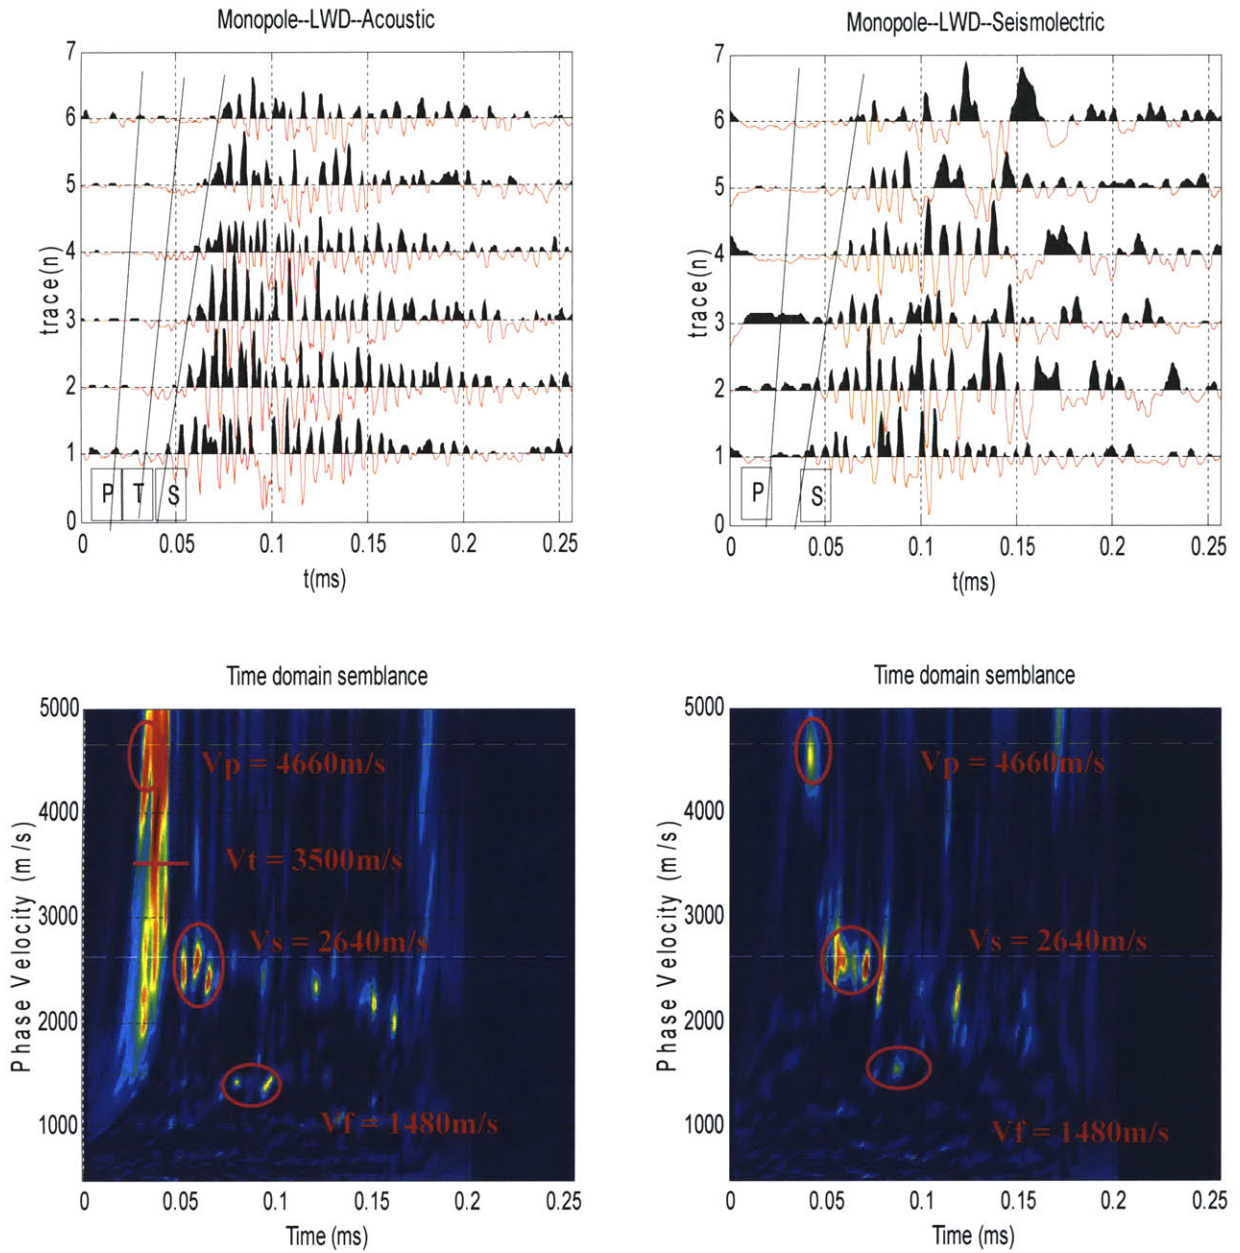 Monopole--LWD--Acoustic
7
6
5
4
3
2
1
0
trace(n)
P T S
0 0.05 0.1 0.15 0.2 0.25
t(ms)
Monopole--LWD--Seismolectric
7
6
5
4
3
2
1
0
trace(n)
P S
0 0.05 0.1 0.15 0.2 0.25
t(ms)
Time domain semblance
5000
4000
3000
2000
1000
Phase Velocity (m/s)
Vp = 4660m/s
Vt = 3500m/s
Vs = 2640m/s
Vf = 1480m/s
0 0.05 0.1 0.15 0.2 0.25
Time (ms)
Time domain semblance
5000
4000
3000
2000
1000
Phase Velocity (m/s)
Vp = 4660m/s
Vs = 2640m/s
Vf = 1480m/s
0 0.05 0.1 0.15 0.2 0.25
Time (ms)